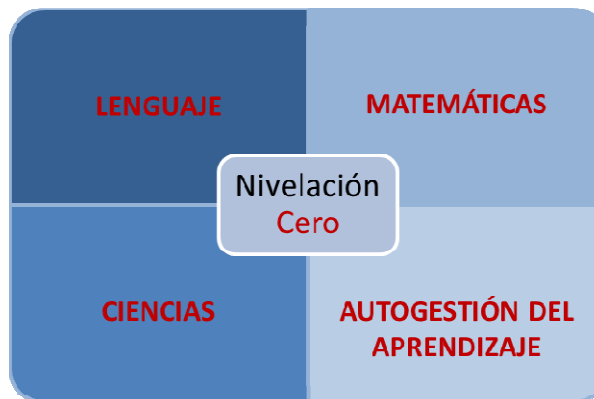 LENGUAJE
MATEMÁTICAS
Nivelación
Cero
CIENCIAS
AUTOGESTIÓN DEL
APRENDIZAJE